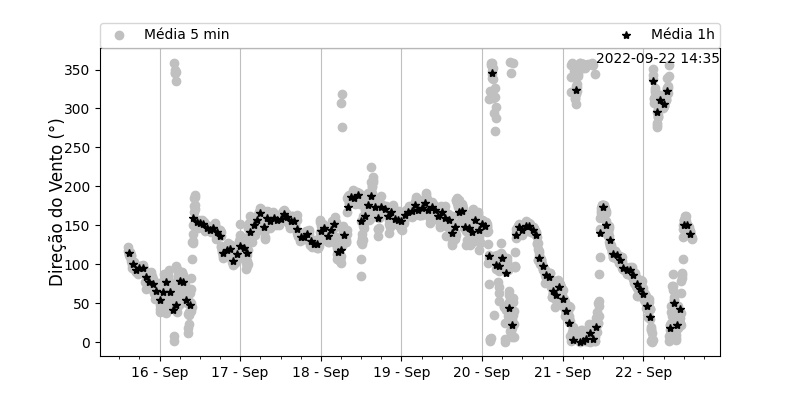 Média 5 min
Média 1h
2022-09-22 14:35
Direção do Vento (°)
350
300
250
200
150
100
50
0
16 - Sep
17 - Sep
18 - Sep
19 - Sep
20 - Sep
21 - Sep
22 - Sep